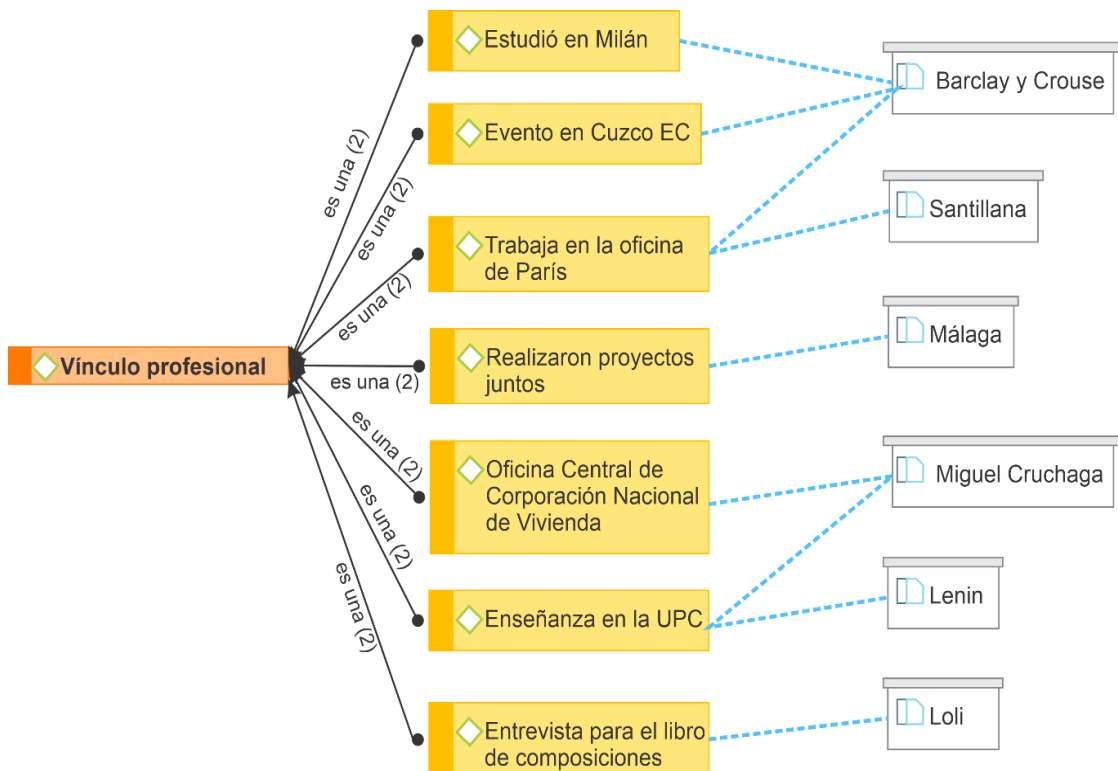 Estudió en Milán
Barclay y Crouse
es una (2)
Evento en Cuzco EC
es una (2)
Santillana
Trabaja en la oficina
de París
es una (2)
Málaga
Vínculo profesional
Realizaron proyectos
juntos
es una (2)
es una (2)
Oficina Central de
Corporación Nacional
de Vivienda
Miguel Cruchaga
es una (2)
Enseñanza en la UPC
Lenin
es una (2)
Entrevista para el libro
de composiciones
Loli